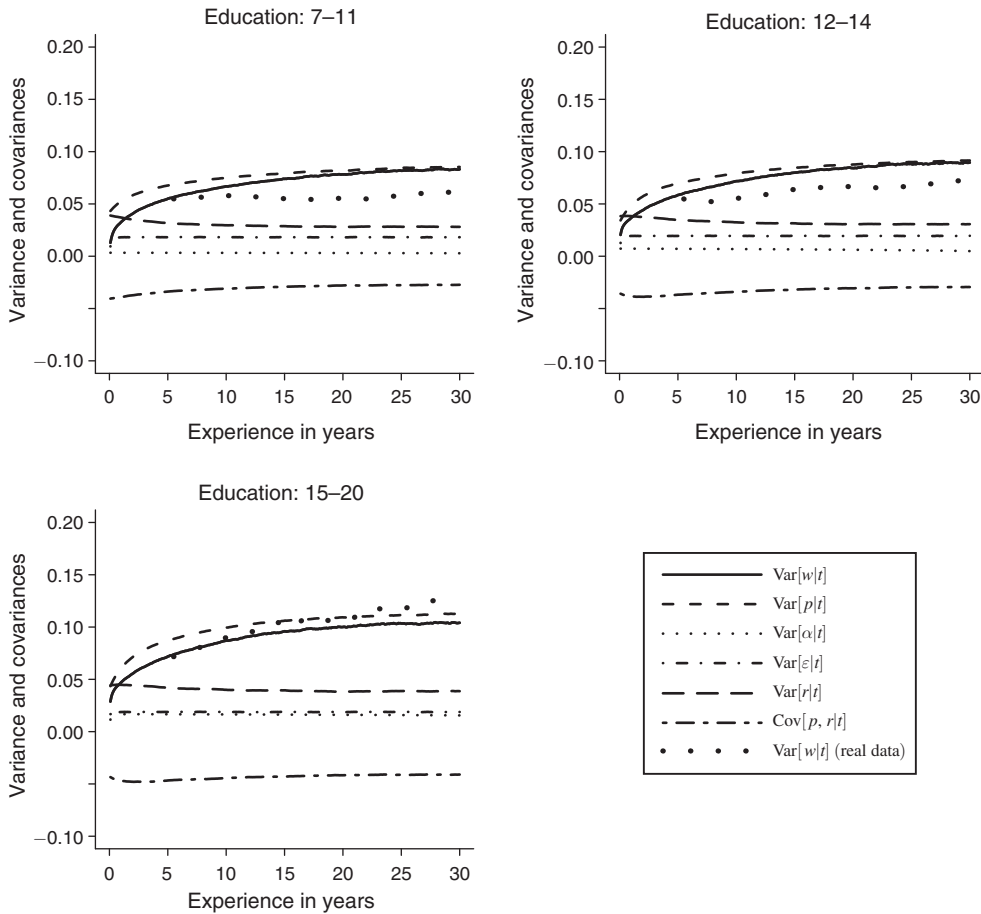 Education: 7–11
Variance and covariances
0.20
0.15
0.10
0.05
0.00
−0.10
0 5 10 15 20 25 30
Experience in years
Education: 12–14
Variance and covariances
0.20
0.15
0.10
0.05
0.00
−0.10
0 5 10 15 20 25 30
Experience in years
Education: 15–20
Variance and covariances
0.20
0.15
0.10
0.05
0.00
−0.10
0 5 10 15 20 25 30
Experience in years
Var[w|t]
Var[p|t]
Var[α|t]
Var[ε|t]
Var[r|t]
Cov[p, r|t]
Var[w|t] (real data)